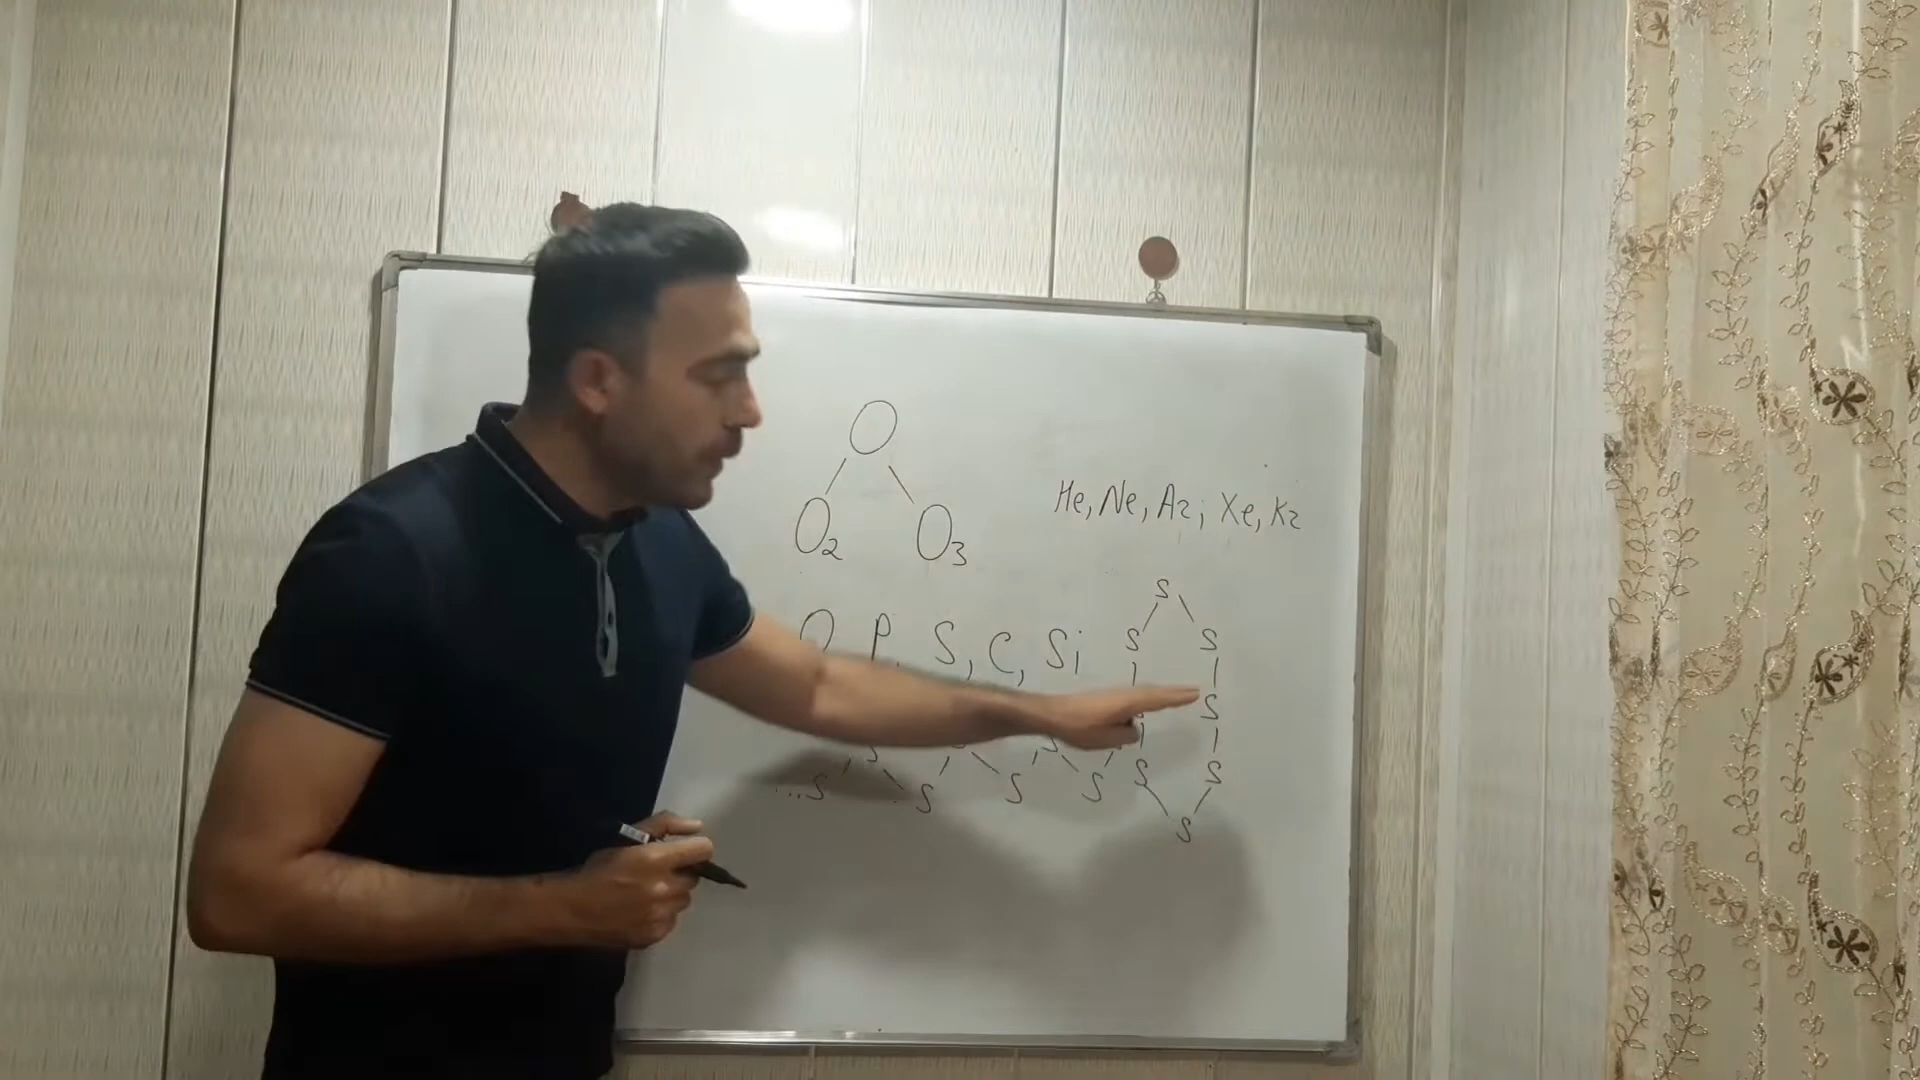 O
O2 O3
He, Ne, Ar, Xe, Kr
O, P, S, C, Si
S
S S
S
S S
S
...S S S S